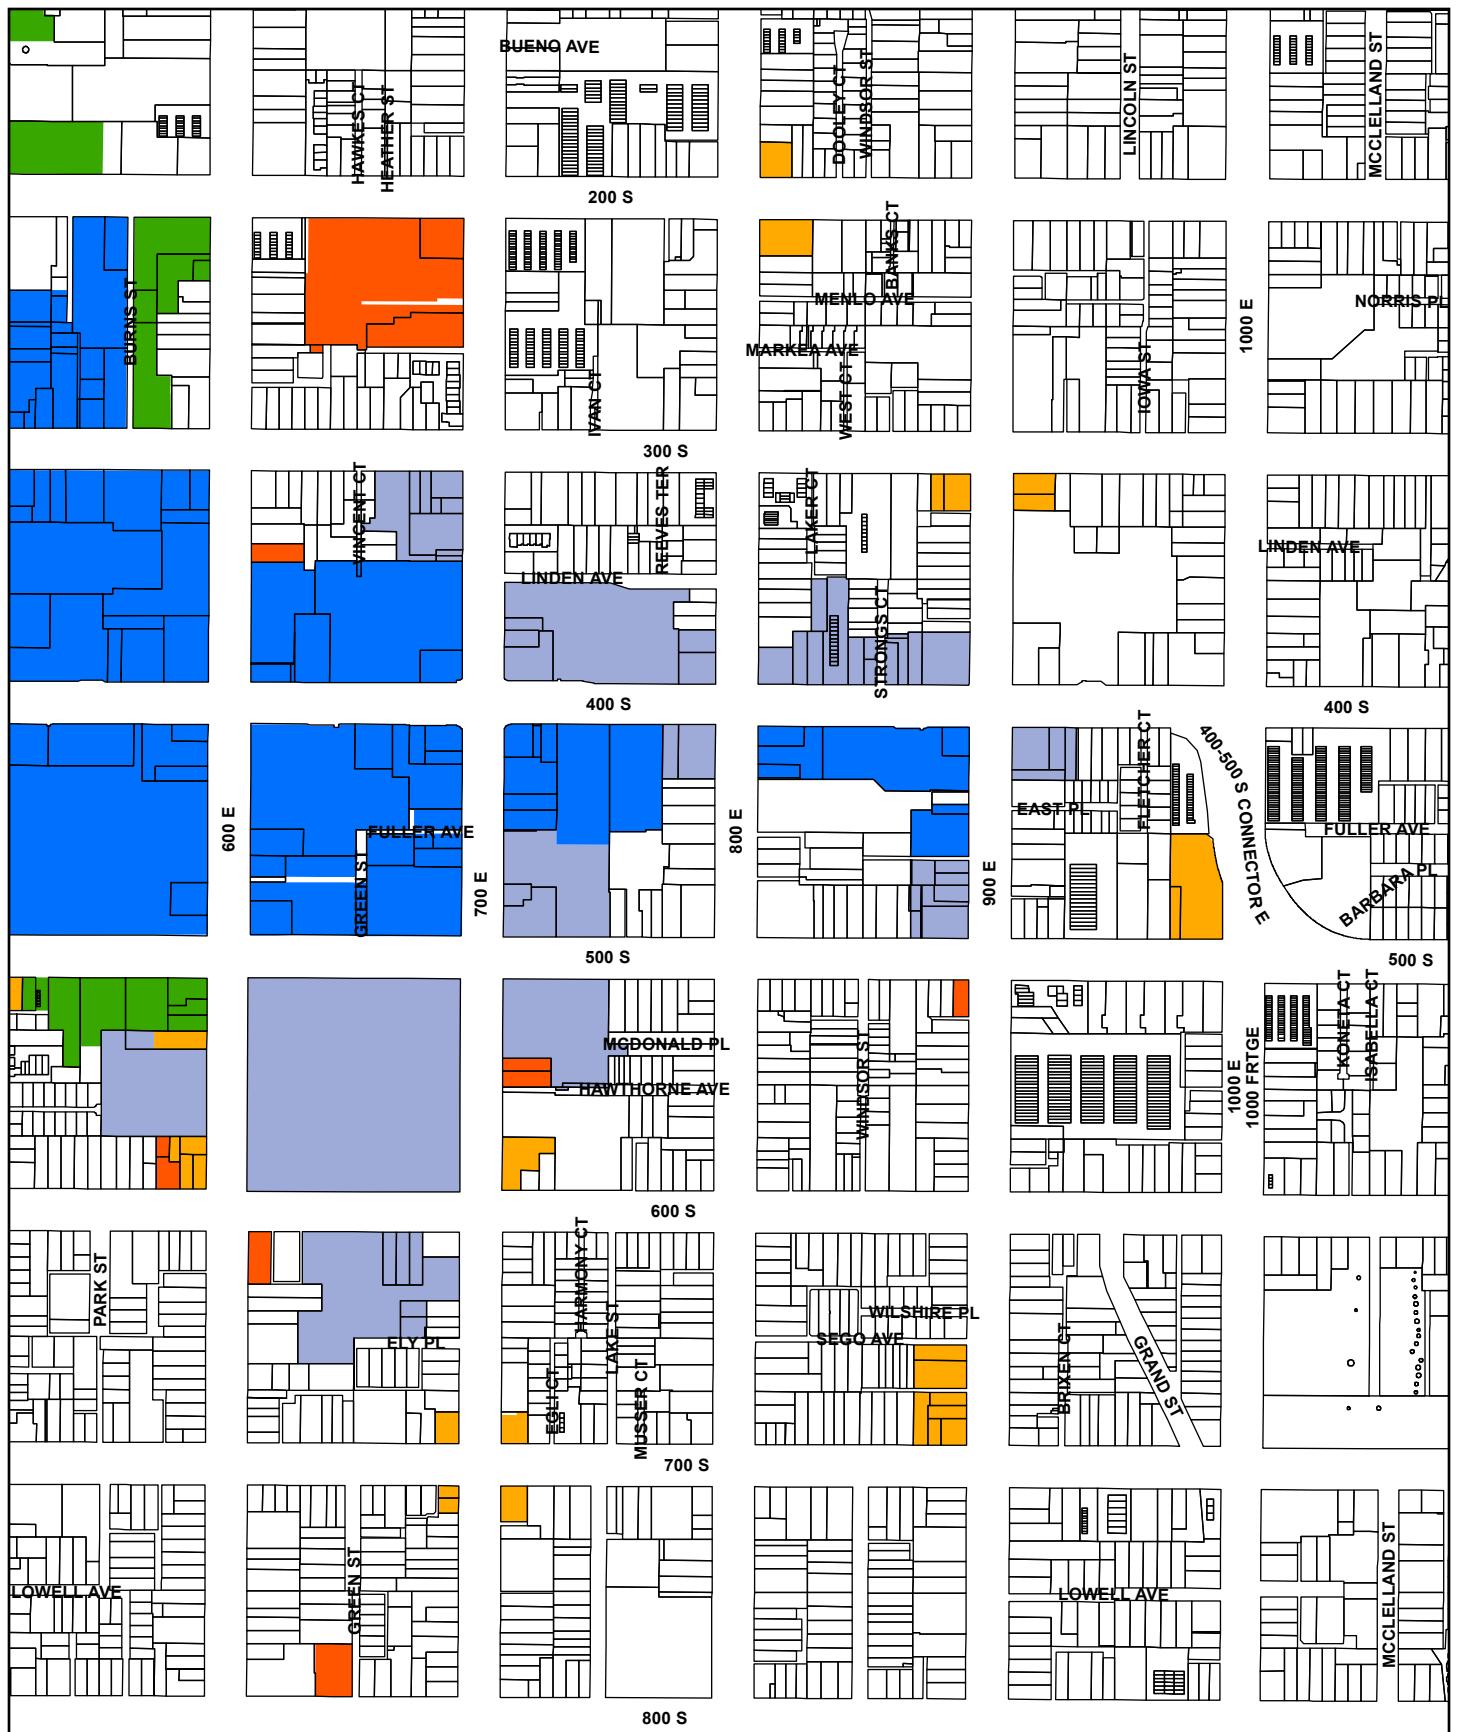 BUENO AVE
HAWKES CT
HEATHER ST
DOOLEY CT
WINDSOR ST
LINCOLN ST
MCCLELLAND ST
200 S
BURNS ST
BANKS CT
MENLO AVE
MARKEA AVE
WEST CT
IVAN CT
IOWA ST
1000 E
NORRIS PL
300 S
VINCENT CT
REEVES TER
LINDEN AVE
LAKER CT
STRONGS CT
LINDEN AVE
400 S
400 S
600 E
FULLER AVE
GREEN ST
700 E
800 E
900 E
EAST PL
FLETCHER CT
400-500 S CONNECTOR E
FULLER AVE
BARBARA PL
500 S
500 S
MCDONALD PL
HAWTHORNE AVE
WINDSOR ST
1000 E
1000 FRTGE
KONETA CT
ISABELLA CT
600 S
PARK ST
ELY PL
HARMONY CT
LAKE ST
EGLI CT
MUSSER CT
WILSHIRE PL
SEGO AVE
BRIXEN CT
GRAND ST
700 S
LOWELL AVE
GREEN ST
LOWELL AVE
MCCLELLAND ST
800 S